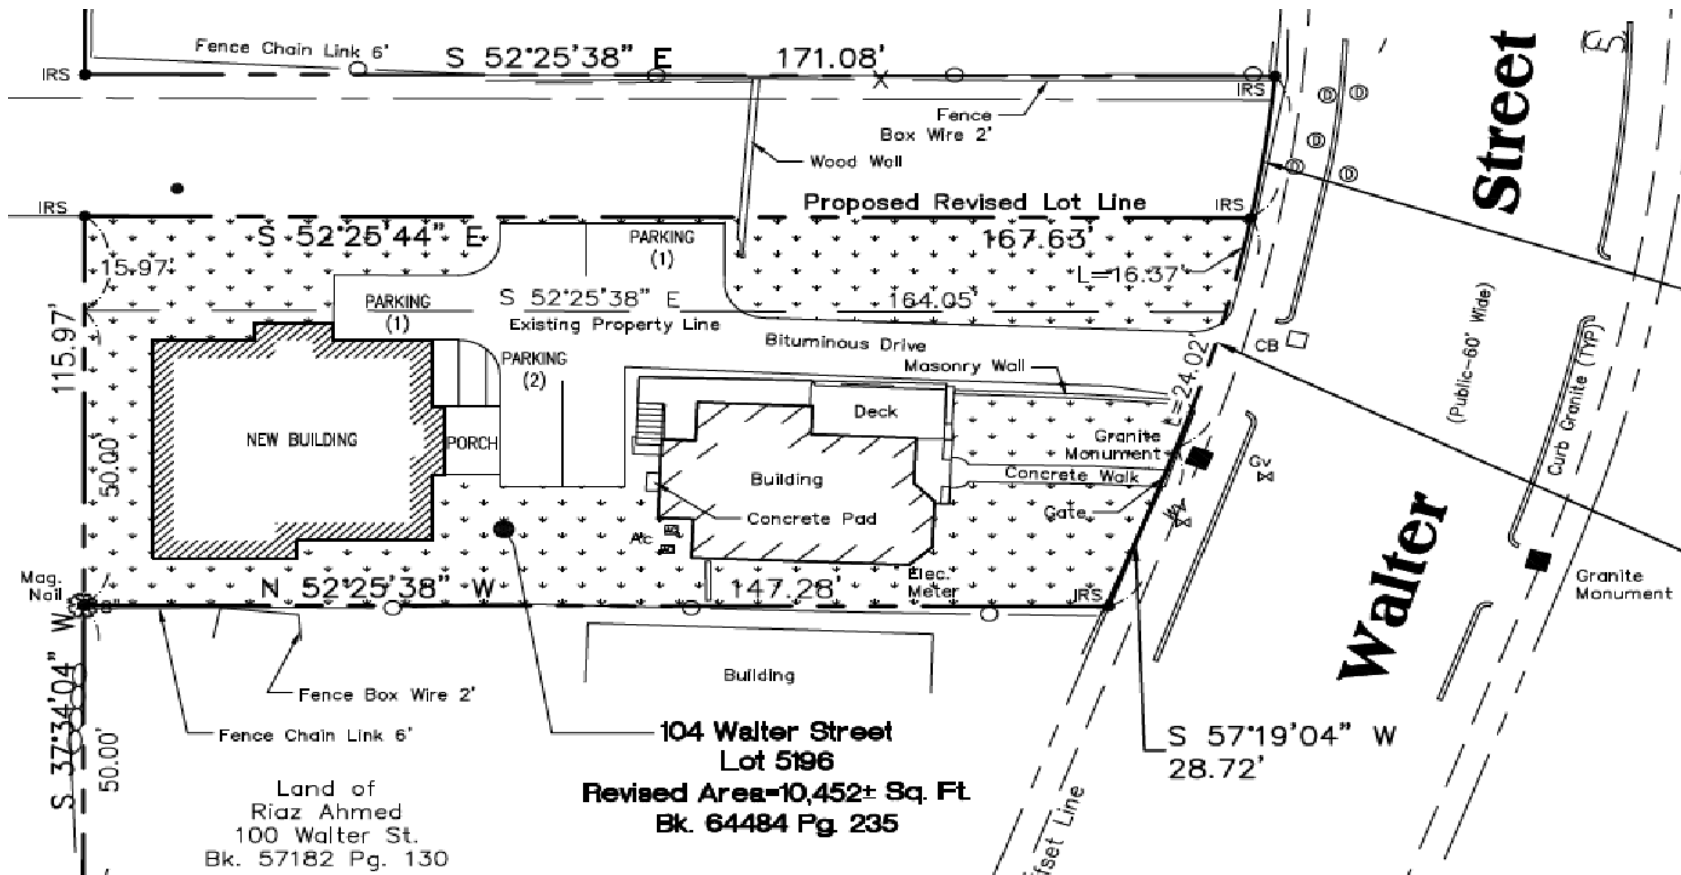 Fence Chain Link 6'
S 52°25'38" E
171.08'
IRS
IRS
Fence
Box Wire 2'
Wood Wall
Street
IRS
Proposed Revised Lot Line
IRS
S 52°25'44" E
PARKING
(1)
167.63'
15.97'
L=16.37'
PARKING
(1)
S 52°25'38" E
164.05'
Existing Property Line
115.97'
Bituminous Drive
PARKING
(2)
Masonry Wall
L=24.02'
CB
(Public-60' Wide)
Curb Granite (TYP)
Deck
NEW BUILDING
PORCH
Granite
Monument
50.00'
Building
Concrete Walk
Gv
Concrete Pad
Gate
A/c
Mag.
Nail
N 52°25'38" W
147.28'
Elec.
Meter
IRS
Granite
Monument
Walter
Building
S 37°34'04" W
50.00'
Fence Box Wire 2'
Fence Chain Link 6'
104 Walter Street
Lot 5196
Revised Area=10,452± Sq. Ft.
Bk. 64484 Pg. 235
S 57°19'04" W
28.72'
Land of
Riaz Ahmed
100 Walter St.
Bk. 57182 Pg. 130
Line